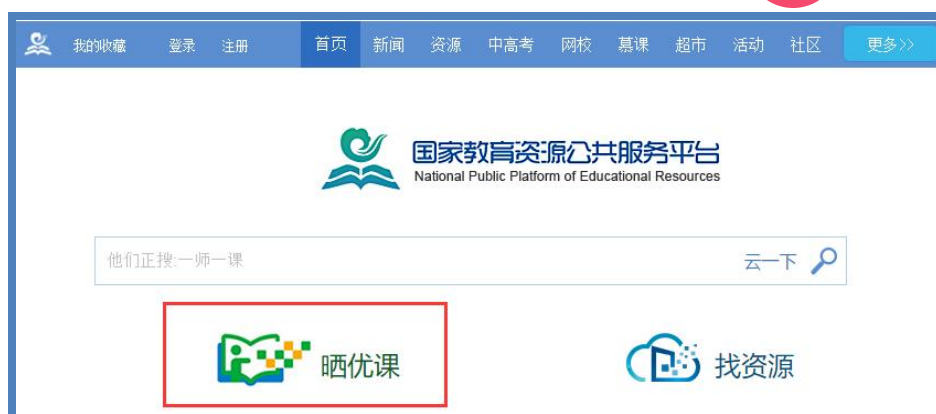 我的收藏 登录 注册 首页 新闻 资源 中高考 网校 慕课 超市 活动 社区 更多>>
国家教育资源公共服务平台
National Public Platform of Educational Resources
他们正搜:一师一课 云一下
晒优课 找资源